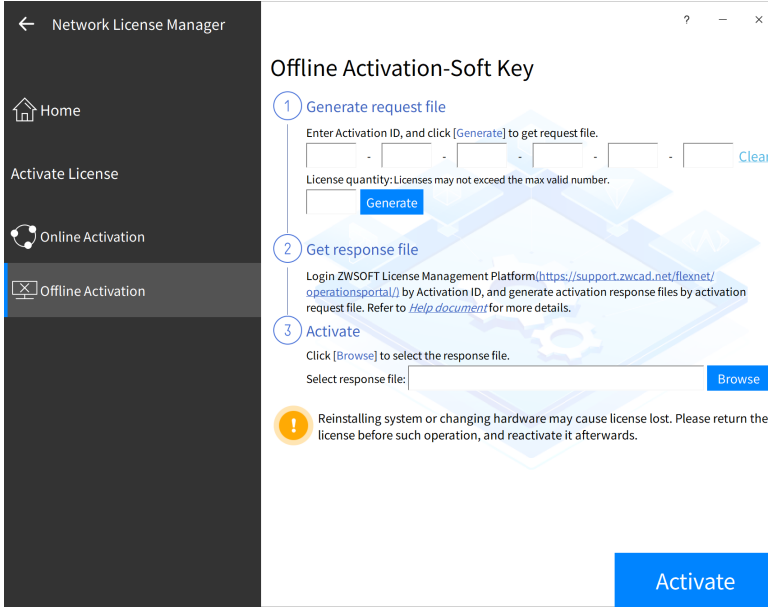 Network License Manager
?
Home
Activate License
Online Activation
Offline Activation
Offline Activation-Soft Key
1 Generate request file
Enter Activation ID, and click [Generate] to get request file.
- - - - - Clear
License quantity: Licenses may not exceed the max valid number.
Generate
2 Get response file
Login ZWSOFT License Management Platform(https://support.zwcad.net/flexnet/
operationsportal/) by Activation ID, and generate activation response files by activation
request file. Refer to Help document for more details.
3 Activate
Click [Browse] to select the response file.
Select response file: Browse
! Reinstalling system or changing hardware may cause license lost. Please return the
license before such operation, and reactivate it afterwards.
Activate